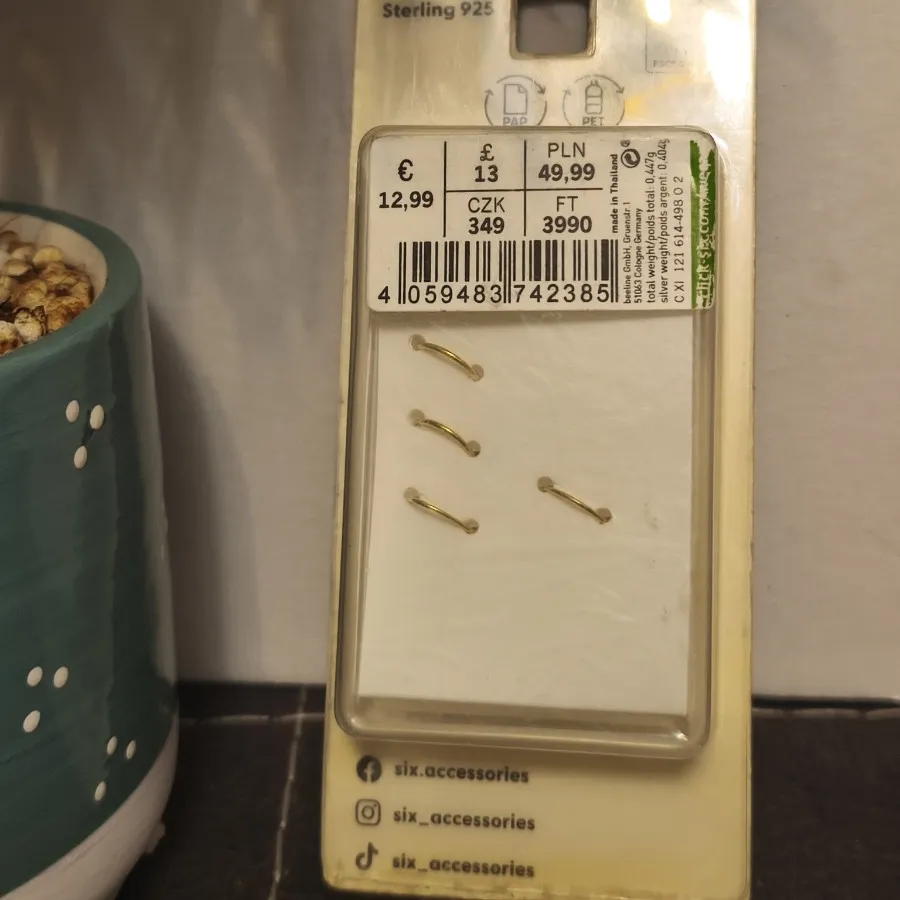 Sterling 925
PAP
PET
€
12,99
£
13
PLN
49,99
CZK
349
FT
3990
4 059483 742385
made in Thailand
beeline GmbH, Gruenstr. 1
51063 Cologne Germany
total weight/poids total: 0,447g
silver weight/poids argent: 0,404g
C XI 121 614-498 0 2
six.accessories
six_accessories
six_accessories